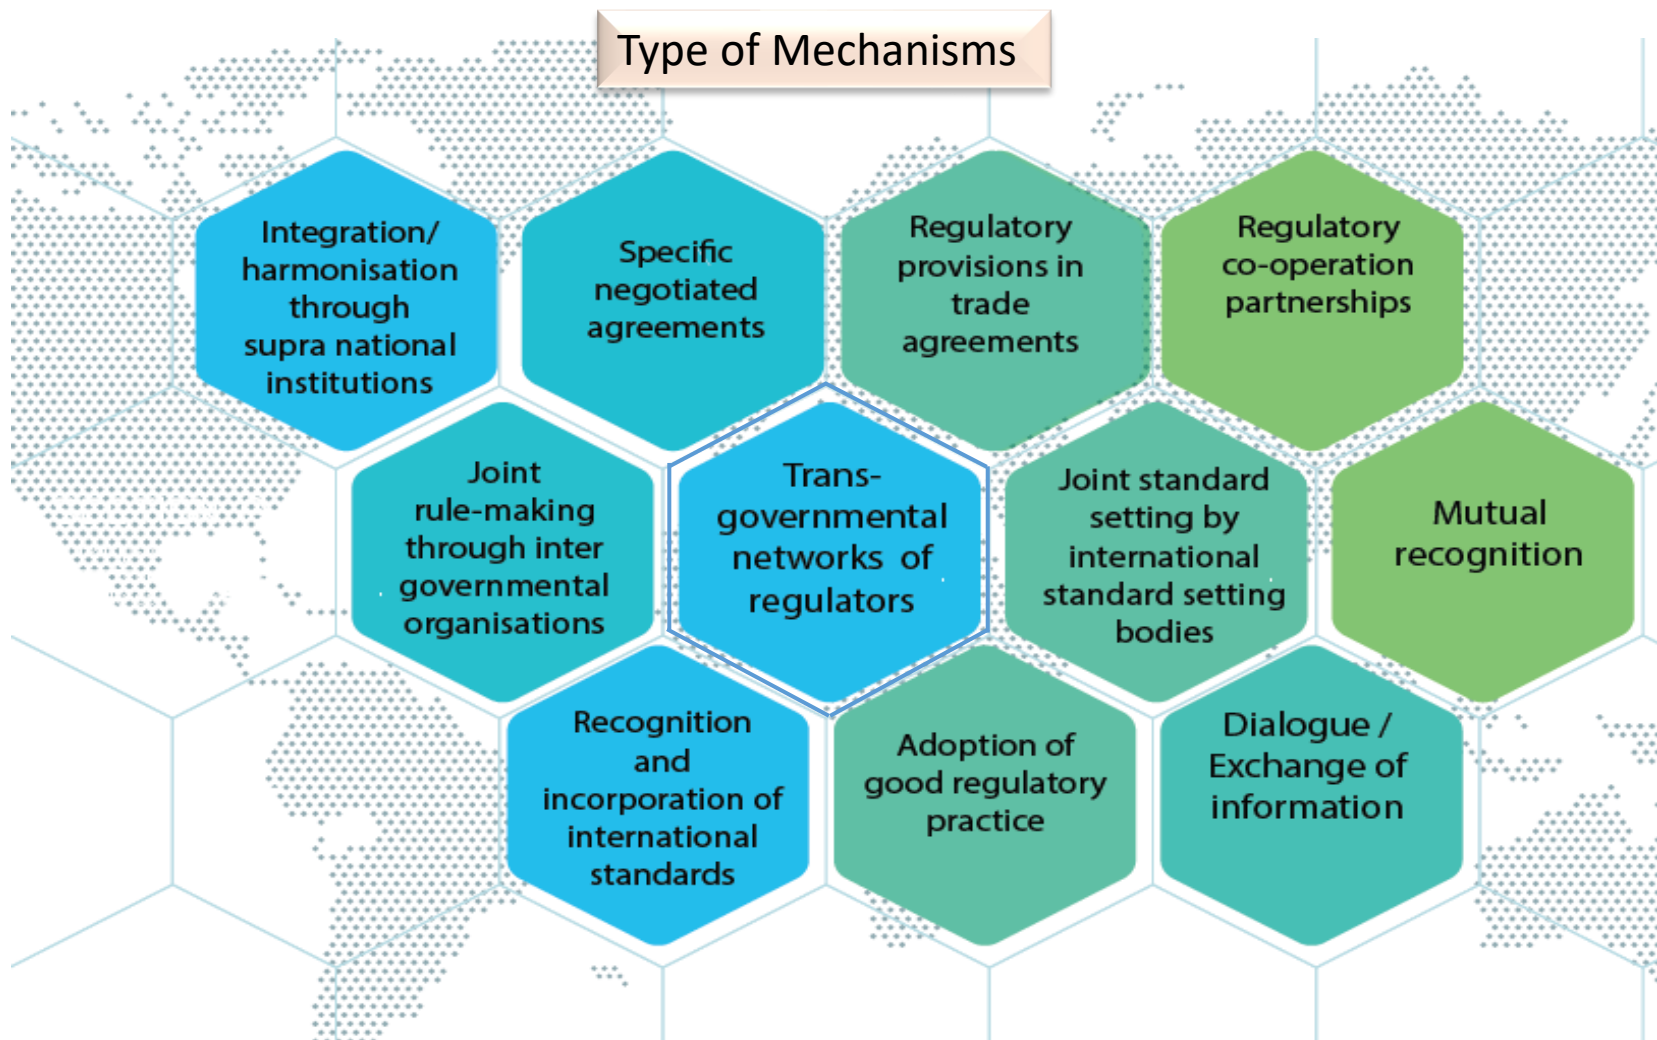 Type of Mechanisms
Integration/
harmonisation
through
supra national
institutions
Specific
negotiated
agreements
Regulatory
provisions in
trade
agreements
Regulatory
co-operation
partnerships
Joint
rule-making
through inter
governmental
organisations
Trans-
governmental
networks of
regulators
Joint standard
setting by
international
standard setting
bodies
Mutual
recognition
Recognition
and
incorporation of
international
standards
Adoption of
good regulatory
practice
Dialogue /
Exchange of
information